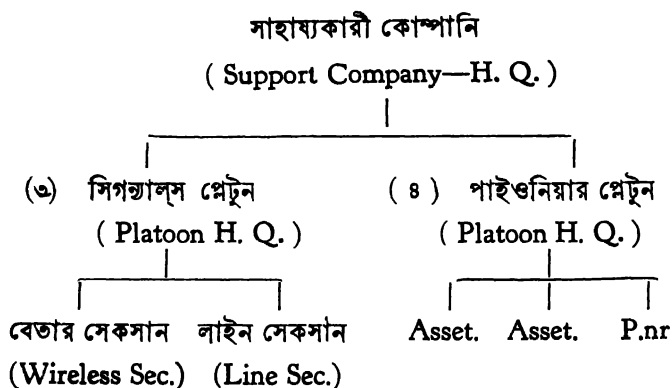 সাহায্যকারী কোম্পানি
( Support Company—H. Q. )
(৩) সিগন্যাল্‌স প্লেটুন ( ৪ ) পাইওনিয়ার প্লেটুন
( Platoon H. Q. ) ( Platoon H. Q. )
বেতার সেকসান লাইন সেকসান Asset. Asset. P.nr
(Wireless Sec.) (Line Sec.)